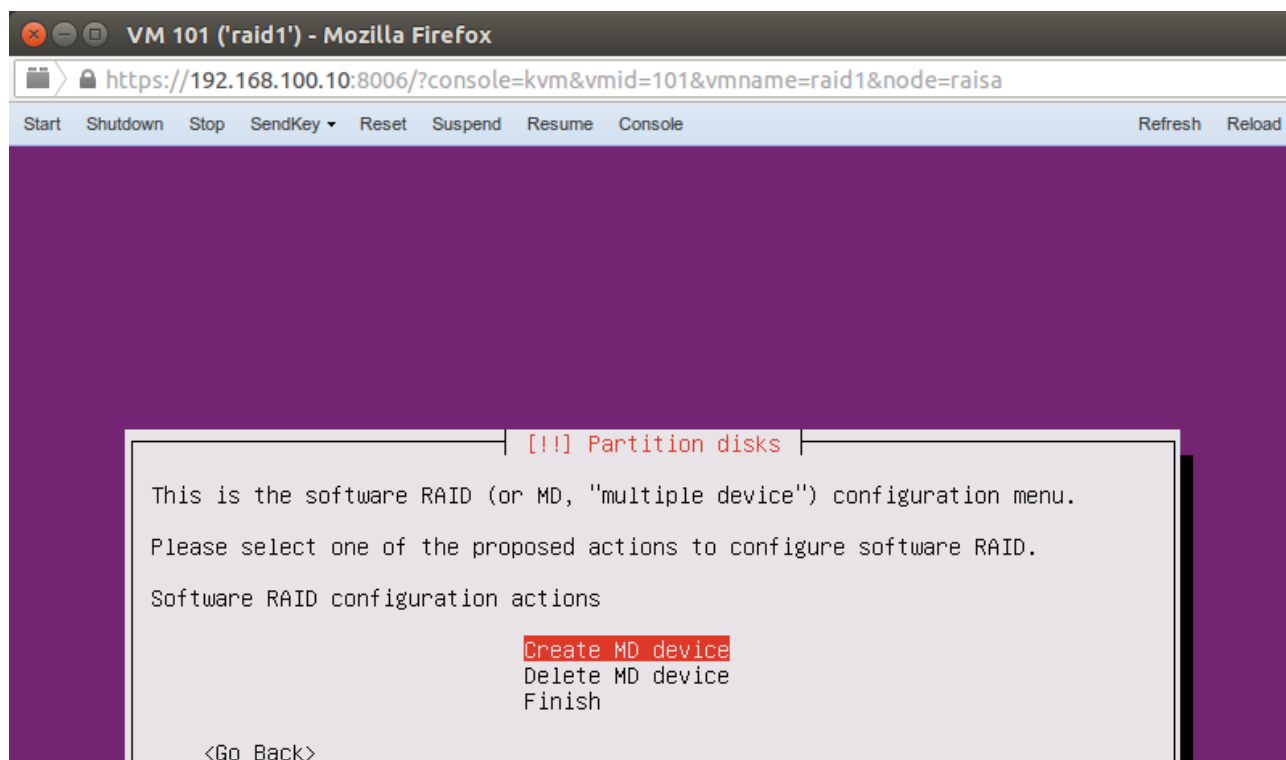 VM 101 ('raid1') - Mozilla Firefox
https://192.168.100.10:8006/?console=kvm&vmid=101&vmname=raid1&node=raisa
Start Shutdown Stop SendKey Reset Suspend Resume Console Refresh Reload
[!!] Partition disks
This is the software RAID (or MD, "multiple device") configuration menu.
Please select one of the proposed actions to configure software RAID.
Software RAID configuration actions
Create MD device
Delete MD device
Finish
<Go Back>